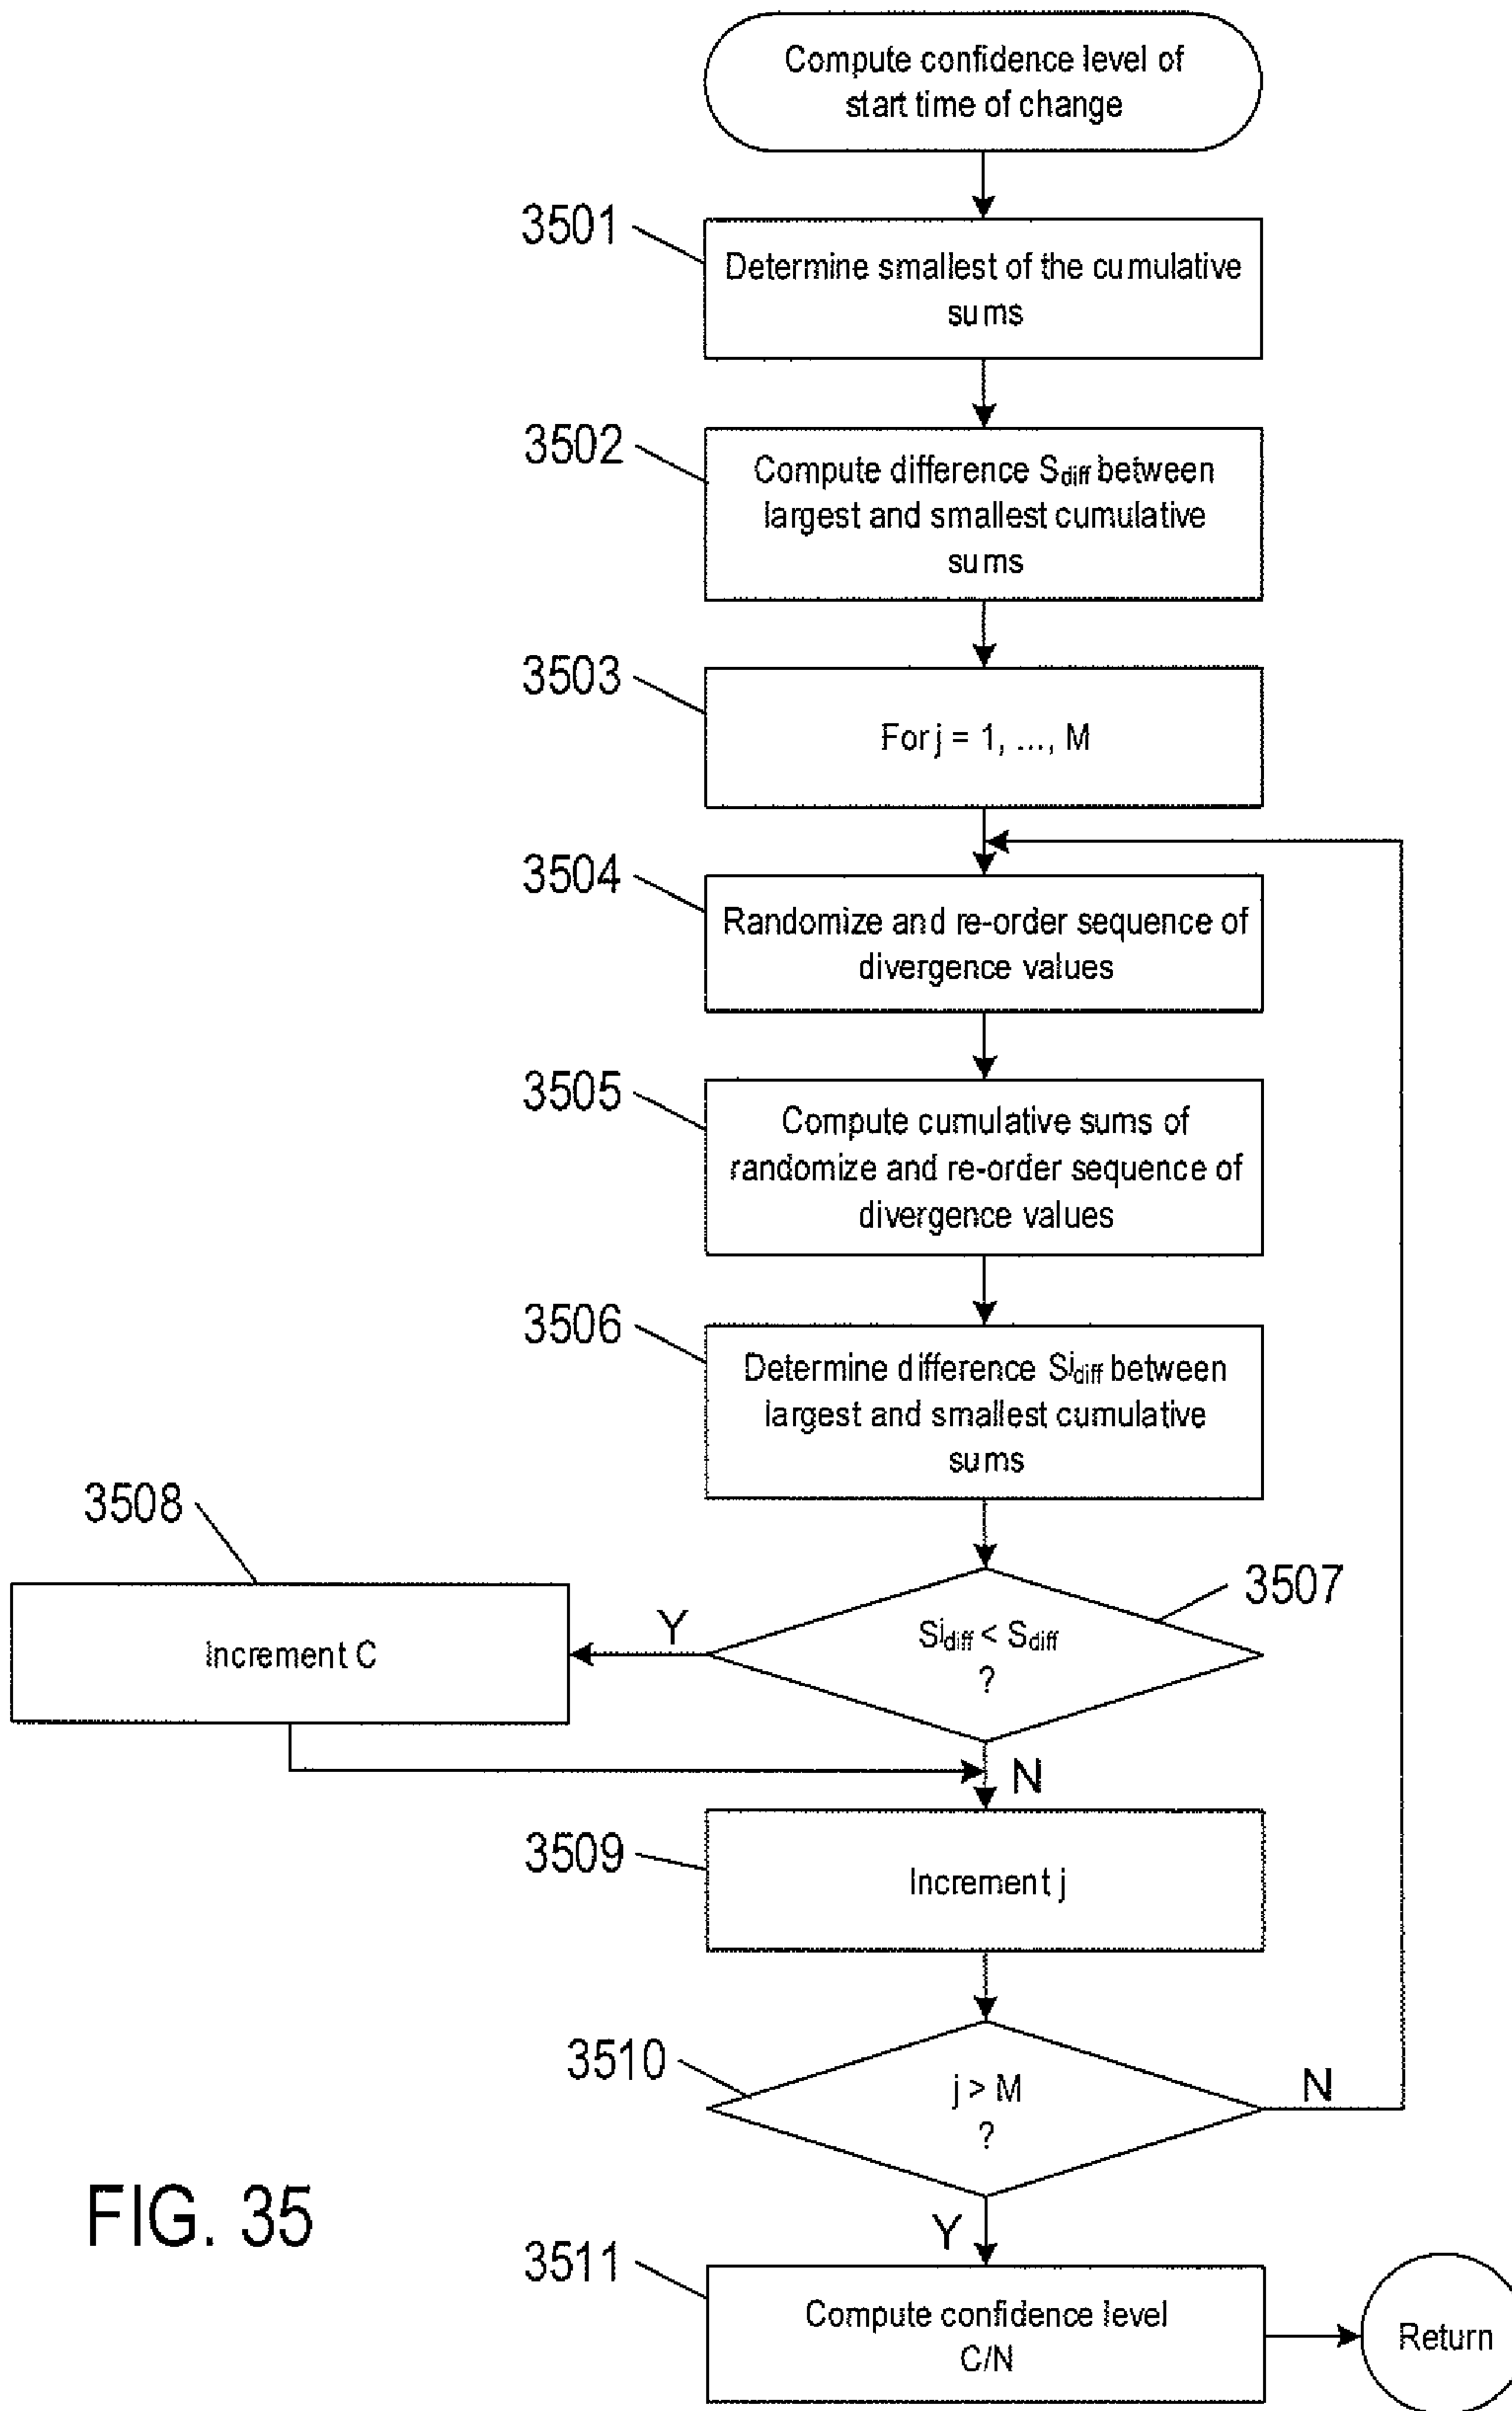 Compute confidence level of
start time of change
3501
Determine smallest of the cumulative
sums
3502
Compute difference Sdiff between
largest and smallest cumulative
sums
3503
For j = 1, ..., M
3504
Randomize and re-order sequence of
divergence values
3505
Compute cumulative sums of
randomize and re-order sequence of
divergence values
3506
Determine difference Sjdiff between
largest and smallest cumulative
sums
3508
Increment C
Y
3507
Sjdiff < Sdiff
?
N
3509
Increment j
3510
j > M
?
N
Y
FIG. 35
3511
Compute confidence level
C/N
Return